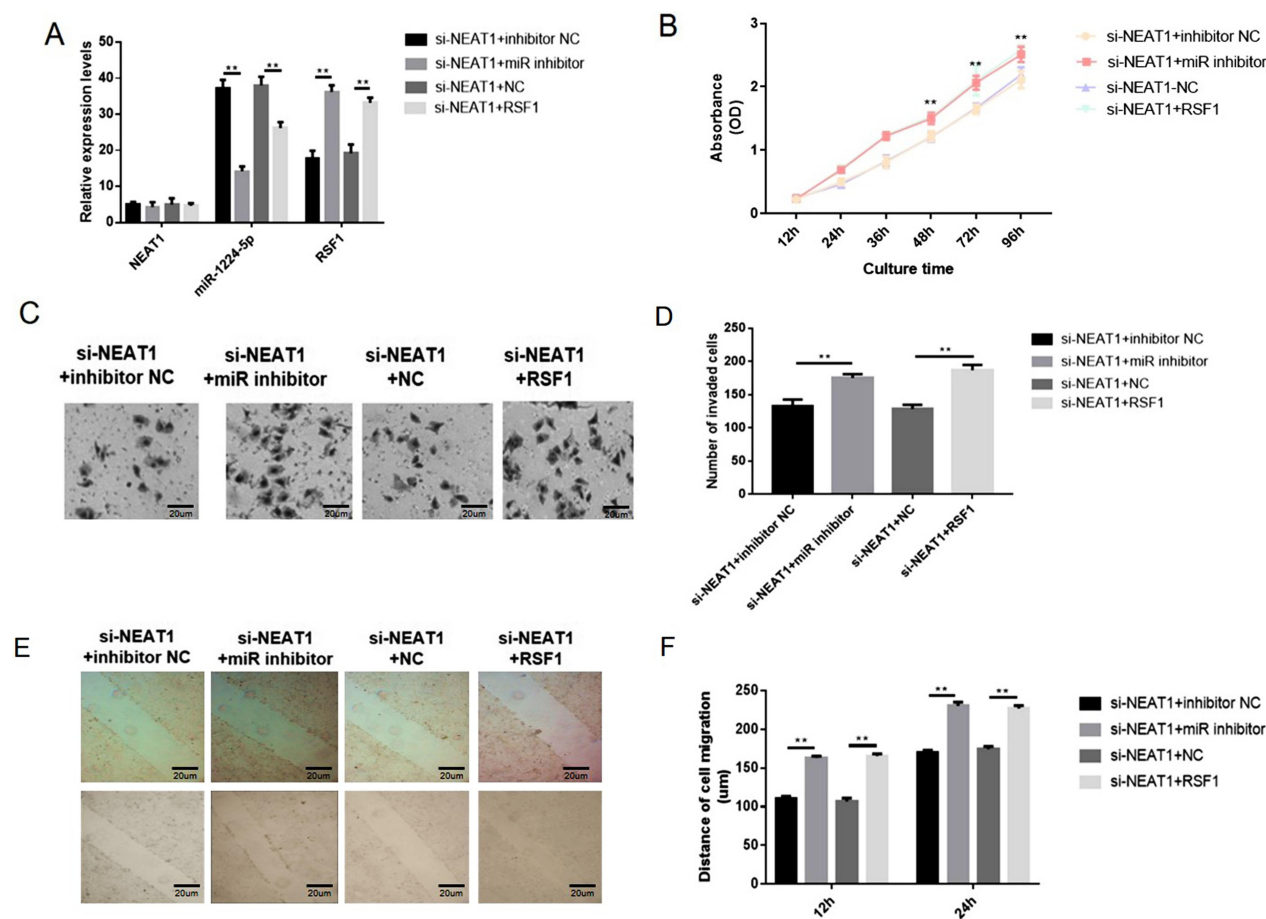 A
Relative expression levels
50
40
30
20
10
0
** ** ** **
NEAT1
miR-1224-5p
RSF1
si-NEAT1+inhibitor NC
si-NEAT1+miR inhibitor
si-NEAT1+NC
si-NEAT1+RSF1
B
Absorbance
(OD)
3
2
1
0
** ** **
12h
24h
36h
48h
72h
96h
Culture time
si-NEAT1+inhibitor NC
si-NEAT1+miR inhibitor
si-NEAT1-NC
si-NEAT1+RSF1
C
si-NEAT1
+inhibitor NC
si-NEAT1
+miR inhibitor
si-NEAT1
+NC
si-NEAT1
+RSF1
20um
20um
20um
20um
D
Number of invaded cells
250
200
150
100
50
0
** **
si-NEAT1+inhibitor NC
si-NEAT1+miR inhibitor
si-NEAT1+NC
si-NEAT1+RSF1
si-NEAT1+inhibitor NC
si-NEAT1+miR inhibitor
si-NEAT1+NC
si-NEAT1+RSF1
E
si-NEAT1
+inhibitor NC
si-NEAT1
+miR inhibitor
si-NEAT1
+NC
si-NEAT1
+RSF1
20um
20um
20um
20um
20um
20um
20um
20um
F
Distance of cell migration
(um)
250
200
150
100
50
0
** ** ** **
12h
24h
si-NEAT1+inhibitor NC
si-NEAT1+miR inhibitor
si-NEAT1+NC
si-NEAT1+RSF1